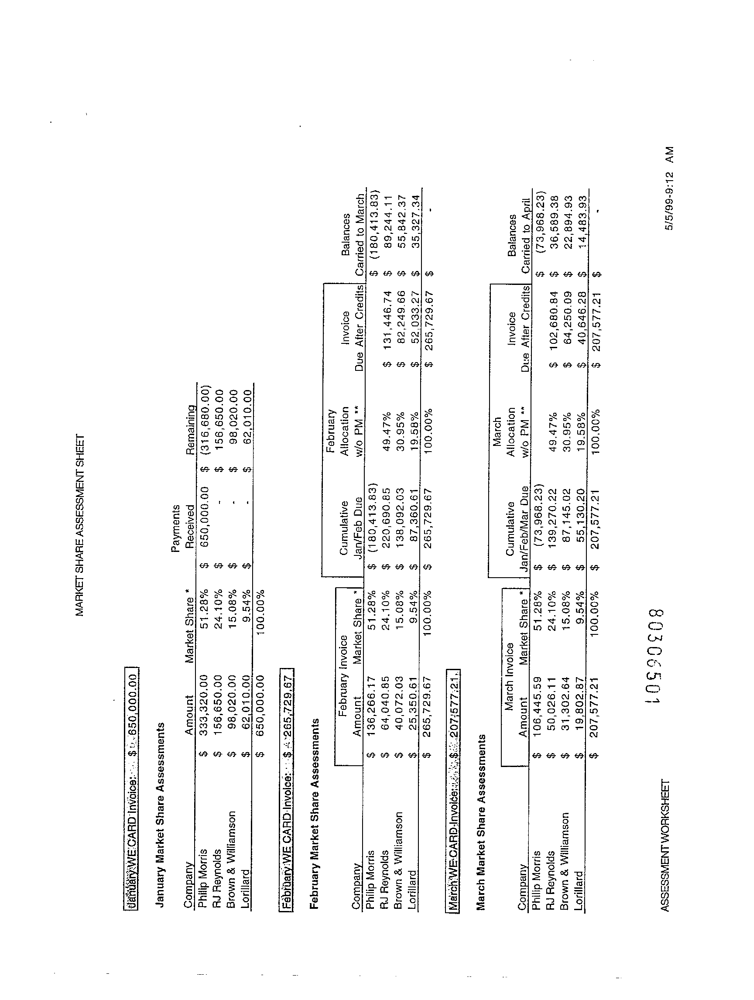 MARKET SHARE ASSESSMENT SHEET
January WE CARD Invoice: $ 650,000.00
January Market Share Assessments
Payments
Company Amount Market Share * Received Remaining
Philip Morris $ 333,320.00 51.28% $ 650,000.00 $ (316,680.00)
RJ Reynolds $ 156,650.00 24.10% $ - $ 156,650.00
Brown & Williamson $ 98,020.00 15.08% $ - $ 98,020.00
Lorillard $ 62,010.00 9.54% $ - $ 62,010.00
$ 650,000.00 100.00%
February WE CARD Invoice: $ 265,729.67
February Market Share Assessments
February Invoice Cumulative February Allocation Invoice Balances
Company Amount Market Share * Jan/Feb Due w/o PM ** Due After Credits Carried to March
Philip Morris $ 136,266.17 51.28% $ (180,413.83) $ (180,413.83)
RJ Reynolds $ 64,040.85 24.10% $ 220,690.85 49.47% $ 131,446.74 $ 89,244.11
Brown & Williamson $ 40,072.03 15.08% $ 138,092.03 30.95% $ 82,249.66 $ 55,842.37
Lorillard $ 25,350.61 9.54% $ 87,360.61 19.58% $ 52,033.27 $ 35,327.34
$ 265,729.67 100.00% $ 265,729.67 100.00% $ 265,729.67 $ -
March WE CARD Invoice: $ 207,577.21
March Market Share Assessments
March Invoice Cumulative March Allocation Invoice Balances
Company Amount Market Share * Jan/Feb/Mar Due w/o PM ** Due After Credits Carried to April
Philip Morris $ 106,445.59 51.28% $ (73,968.23) $ (73,968.23)
RJ Reynolds $ 50,026.11 24.10% $ 139,270.22 49.47% $ 102,680.84 $ 36,589.38
Brown & Williamson $ 31,302.64 15.08% $ 87,145.02 30.95% $ 64,250.09 $ 22,894.93
Lorillard $ 19,802.87 9.54% $ 55,130.20 19.58% $ 40,646.28 $ 14,483.93
$ 207,577.21 100.00% $ 207,577.21 100.00% $ 207,577.21 $ -
80306501
ASSESSMENT WORKSHEET 5/5/99-9:12 AM